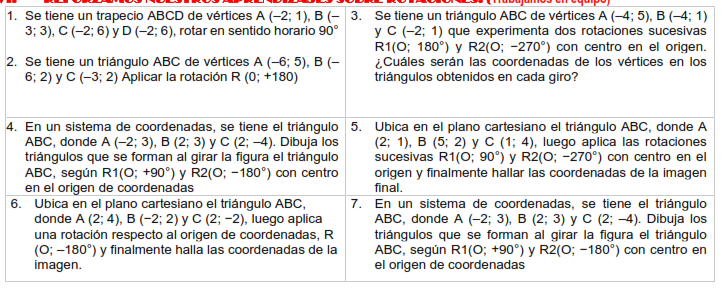 VII. REFORZAMOS NUESTROS APRENDIZAJES SOBRE ROTACIONES: (Trabajamos en equipo)
1. Se tiene un trapecio ABCD de vértices A (–2; 1), B (–
3; 3), C (–2; 6) y D (–2; 6), rotar en sentido horario 90°
2. Se tiene un triángulo ABC de vértices A (–6; 5), B (–
6; 2) y C (–3; 2) Aplicar la rotación R (0; +180)
3. Se tiene un triángulo ABC de vértices A (–4; 5), B (–4; 1)
y C (–2; 1) que experimenta dos rotaciones sucesivas
R1(O; 180°) y R2(O; −270°) con centro en el origen.
¿Cuáles serán las coordenadas de los vértices en los
triángulos obtenidos en cada giro?
4. En un sistema de coordenadas, se tiene el triángulo
ABC, donde A (–2; 3), B (2; 3) y C (2; –4). Dibuja los
triángulos que se forman al girar la figura el triángulo
ABC, según R1(O; +90°) y R2(O; −180°) con centro
en el origen de coordenadas
5. Ubica en el plano cartesiano el triángulo ABC, donde A
(2; 1), B (5; 2) y C (1; 4), luego aplica las rotaciones
sucesivas R1(O; 90°) y R2(O; −270°) con centro en el
origen y finalmente hallar las coordenadas de la imagen
final.
6. Ubica en el plano cartesiano el triángulo ABC,
donde A (2; 4), B (–2; 2) y C (2; –2), luego aplica
una rotación respecto al origen de coordenadas, R
(O; –180°) y finalmente halla las coordenadas de la
imagen.
7. En un sistema de coordenadas, se tiene el triángulo
ABC, donde A (–2; 3), B (2; 3) y C (2; –4). Dibuja los
triángulos que se forman al girar la figura el triángulo
ABC, según R1(O; +90°) y R2(O; −180°) con centro en
el origen de coordenadas